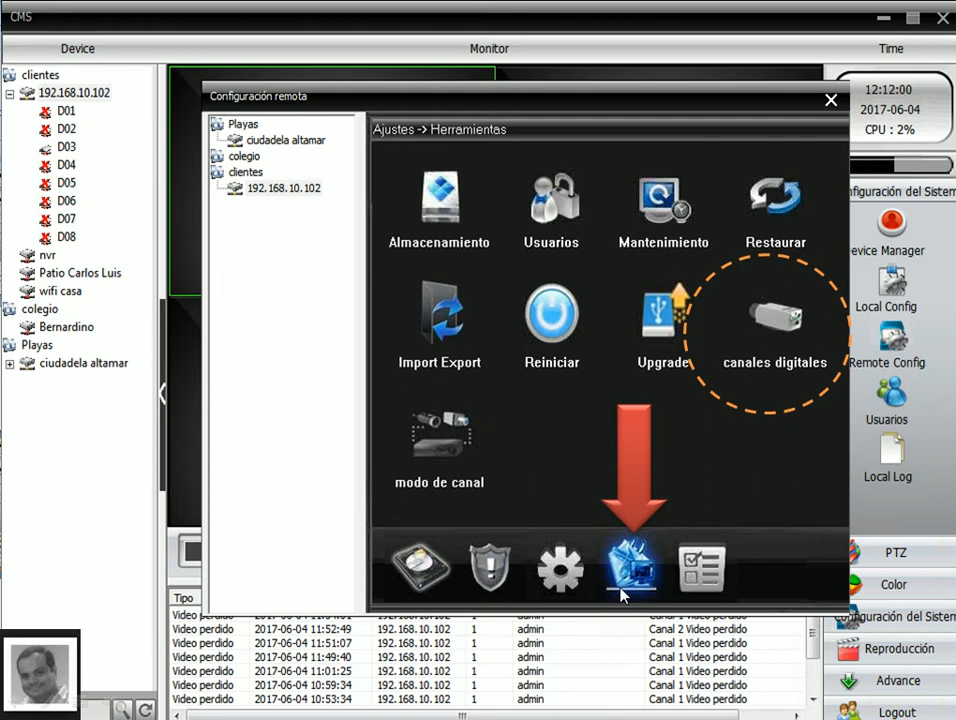 CMS
Device
Monitor
Time
clientes
192.168.10.102
D01
D02
D03
D04
D05
D06
D07
D08
nvr
Patio Carlos Luis
wifi casa
colegio
Bernardino
Playas
ciudadela altamar
Configuración remota
Playas
ciudadela altamar
colegio
clientes
192.168.10.102
Ajustes -> Herramientas
Almacenamiento
Usuarios
Mantenimiento
Restaurar
Import Export
Reiniciar
Upgrade
canales digitales
modo de canal
12:12:00
2017-06-04
CPU : 2%
nfiguración del Sistem
evice Manager
Local Config
Remote Config
Usuarios
Local Log
PTZ
Color
nfiguración del Sistem
Reproducción
Advance
Logout
Tipo
Video perdido 2017-06-04 11:52:49 192.168.10.102 1 admin Canal 2 Video perdido
Video perdido 2017-06-04 11:51:07 192.168.10.102 1 admin Canal 1 Video perdido
Video perdido 2017-06-04 11:49:40 192.168.10.102 1 admin Canal 1 Video perdido
Video perdido 2017-06-04 11:01:25 192.168.10.102 1 admin Canal 1 Video perdido
Video perdido 2017-06-04 10:59:34 192.168.10.102 1 admin Canal 1 Video perdido
Video perdido 2017-06-04 10:53:34 192.168.10.102 1 admin Canal 1 Video perdido